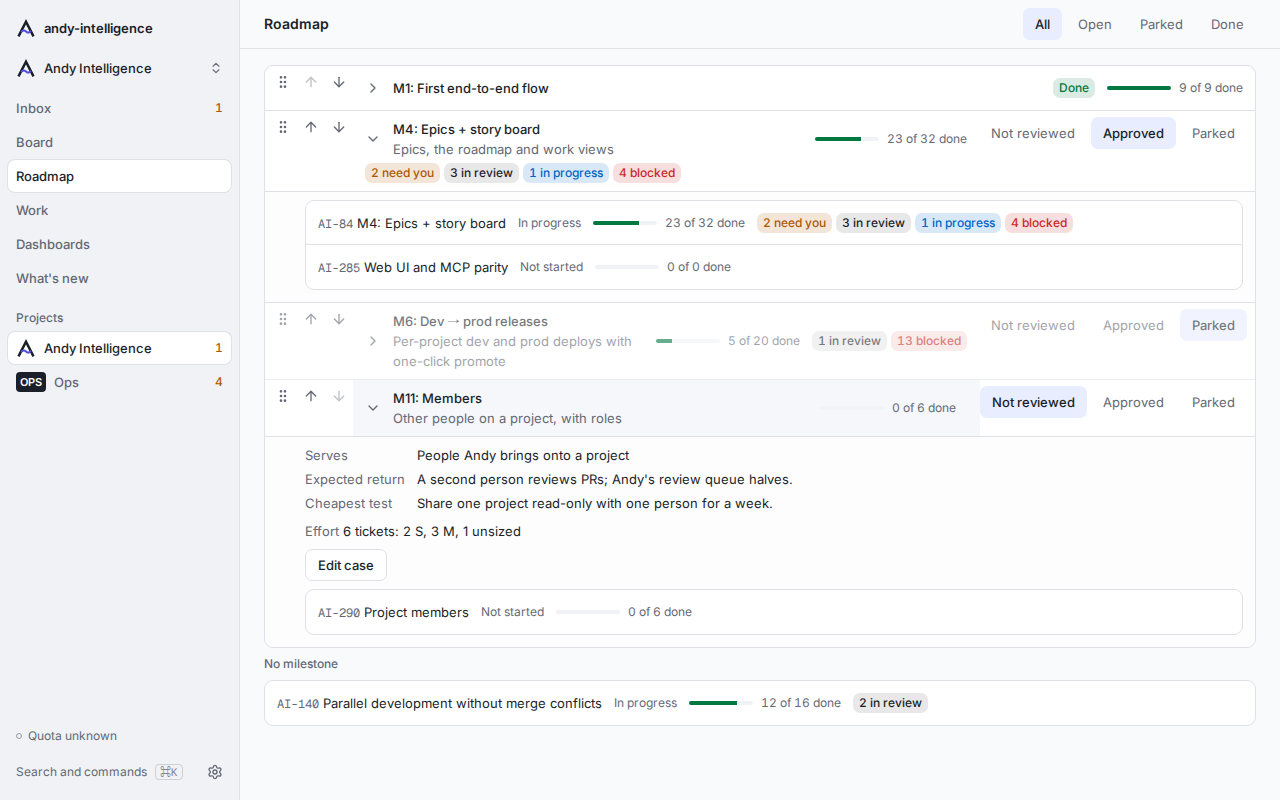 andy-intelligence
Andy Intelligence
Inbox 1
Board
Roadmap
Work
Dashboards
What's new
Projects
Andy Intelligence 1
OPS Ops 4
Quota unknown
Search and commands ⌘K
Roadmap
All Open Parked Done
M1: First end-to-end flow Done 9 of 9 done
M4: Epics + story board
Epics, the roadmap and work views
23 of 32 done Not reviewed Approved Parked
2 need you 3 in review 1 in progress 4 blocked
AI-84 M4: Epics + story board In progress 23 of 32 done 2 need you 3 in review 1 in progress 4 blocked
AI-285 Web UI and MCP parity Not started 0 of 0 done
M6: Dev → prod releases
Per-project dev and prod deploys with
one-click promote
5 of 20 done 1 in review 13 blocked Not reviewed Approved Parked
M11: Members
Other people on a project, with roles
0 of 6 done Not reviewed Approved Parked
Serves People Andy brings onto a project
Expected return A second person reviews PRs; Andy's review queue halves.
Cheapest test Share one project read-only with one person for a week.
Effort 6 tickets: 2 S, 3 M, 1 unsized
Edit case
AI-290 Project members Not started 0 of 6 done
No milestone
AI-140 Parallel development without merge conflicts In progress 12 of 16 done 2 in review